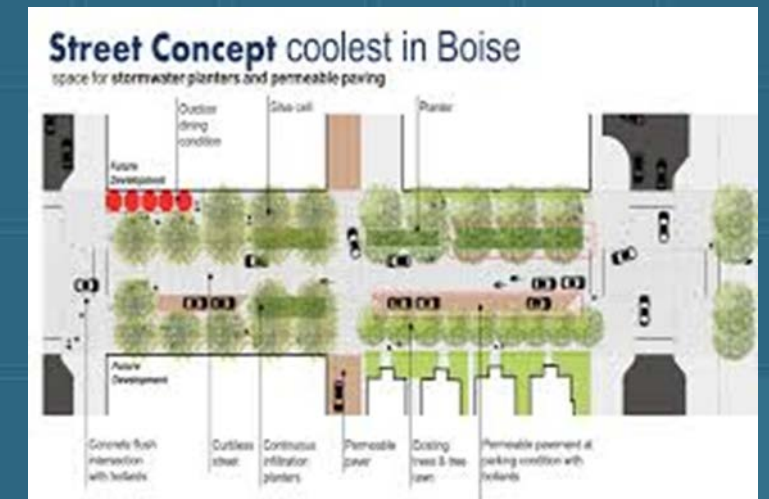 Street Concept coolest in Boise
space for stormwater planters and permeable paving
Outdoor
dining
condition
Silva cell
Planter
Future
Development
Future
Development
Concrete flush
intersection
with bollards
Curbless
street
Continuous
infiltration
planters
Permeable
paver
Existing
trees & tree
lawn
Permeable pavement at
parking condition with
bollards